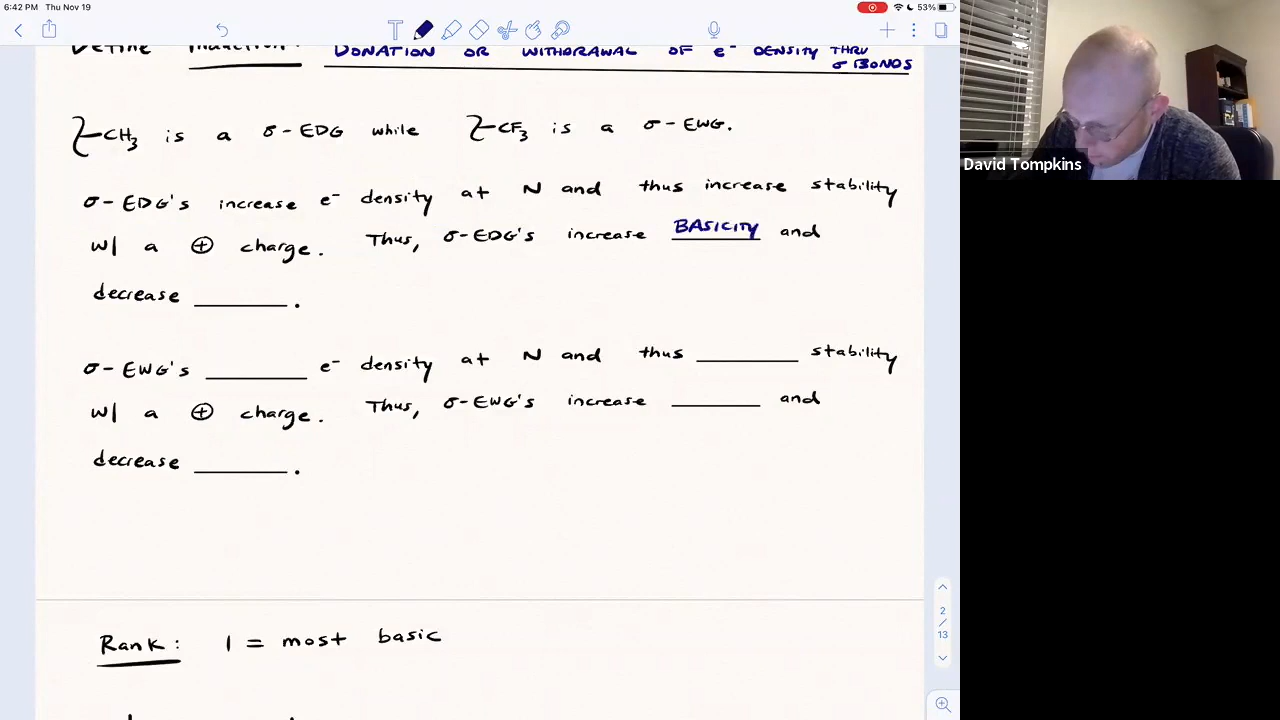 6:42 PM Thu Nov 19
53%
Define Induction: DONATION OR WITHDRAWAL OF e⁻ DENSITY THRU
σ BONDS
CH₃ is a σ-EDG while CF₃ is a σ-EWG.
σ-EDG's increase e⁻ density at N and thus increase stability
w/ a ⊕ charge. Thus, σ-EDG's increase BASICITY and
decrease ______.
σ-EWG's ______ e⁻ density at N and thus ______ stability
w/ a ⊕ charge. Thus, σ-EWG's increase ______ and
decrease ______.
Rank: 1 = most basic
2
/
13
David Tompkins